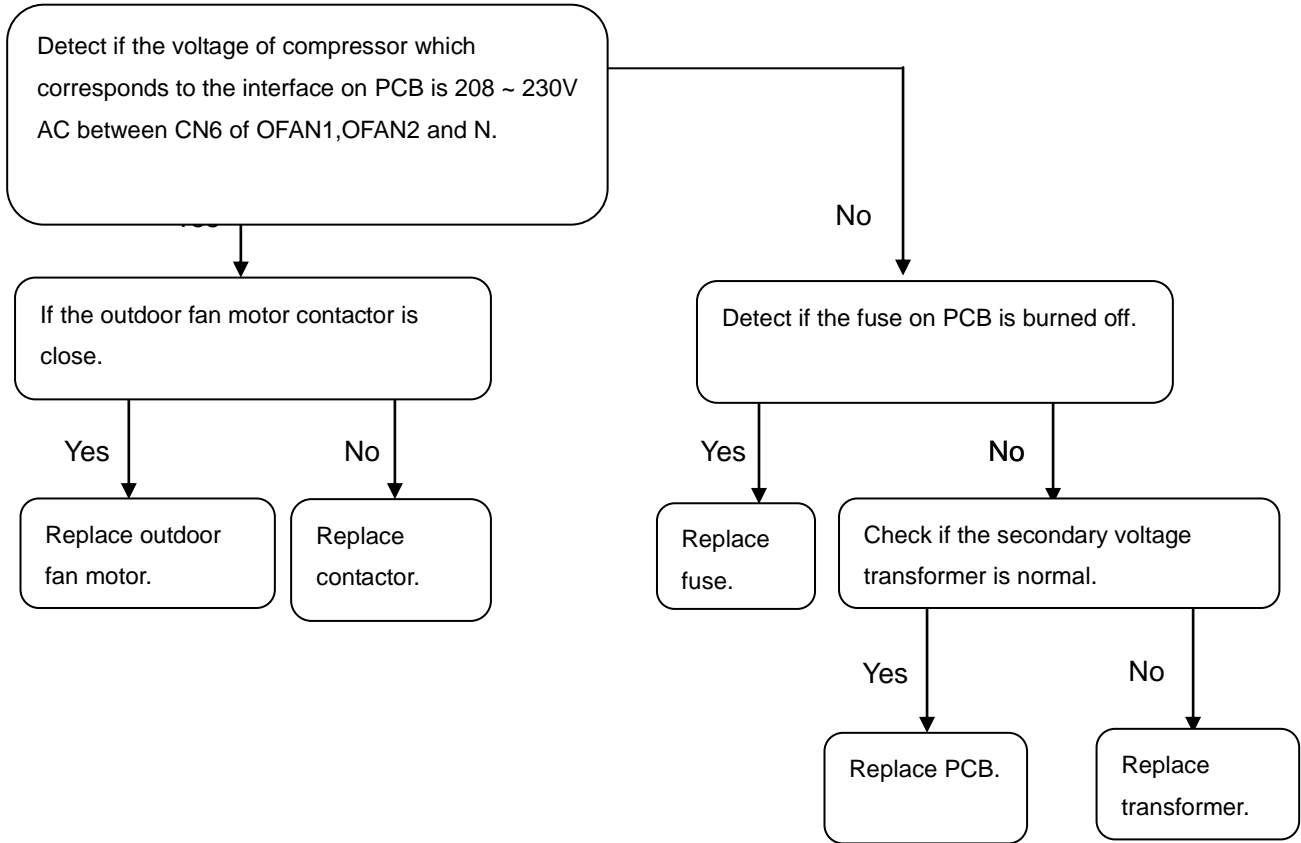 Detect if the voltage of compressor which
corresponds to the interface on PCB is 208 ~ 230V
AC between CN6 of OFAN1,OFAN2 and N.
No
If the outdoor fan motor contactor is
close.
Detect if the fuse on PCB is burned off.
Yes
No
Yes
No
Replace outdoor
fan motor.
Replace
contactor.
Replace
fuse.
Check if the secondary voltage
transformer is normal.
Yes
No
Replace PCB.
Replace
transformer.